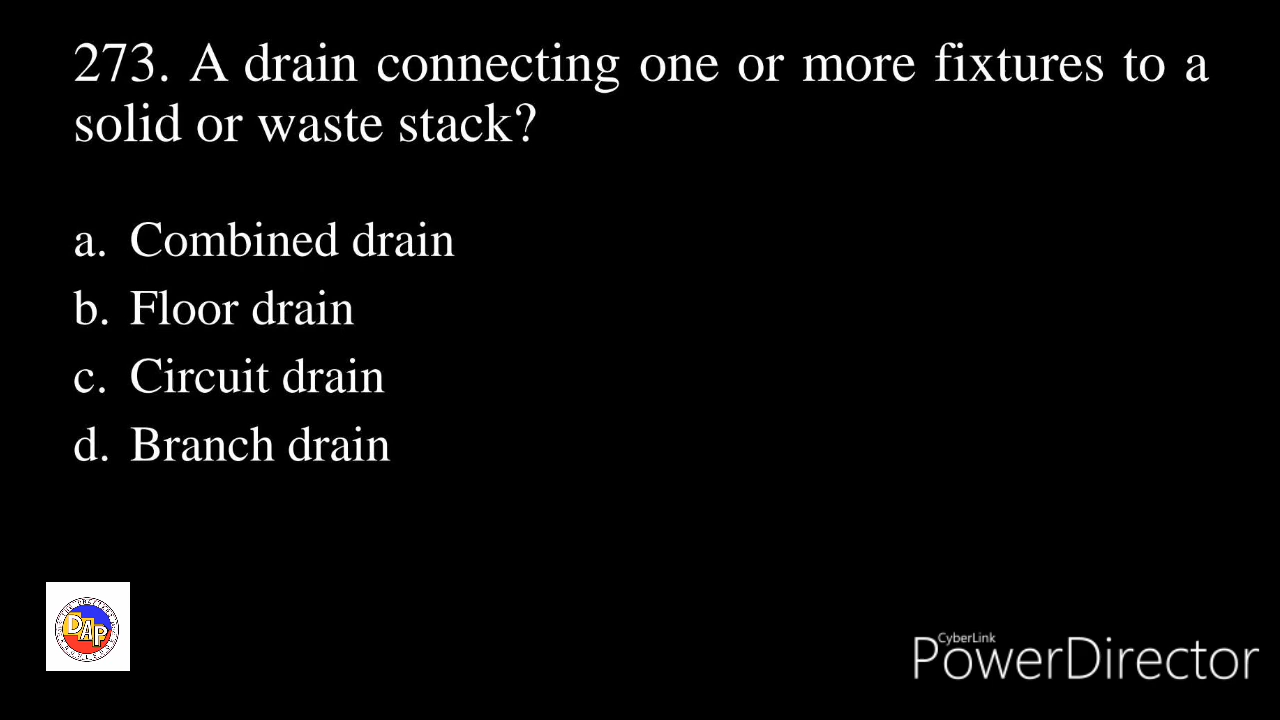 273. A drain connecting one or more fixtures to a
solid or waste stack?
a. Combined drain
b. Floor drain
c. Circuit drain
d. Branch drain
DAP
CyberLink
PowerDirector